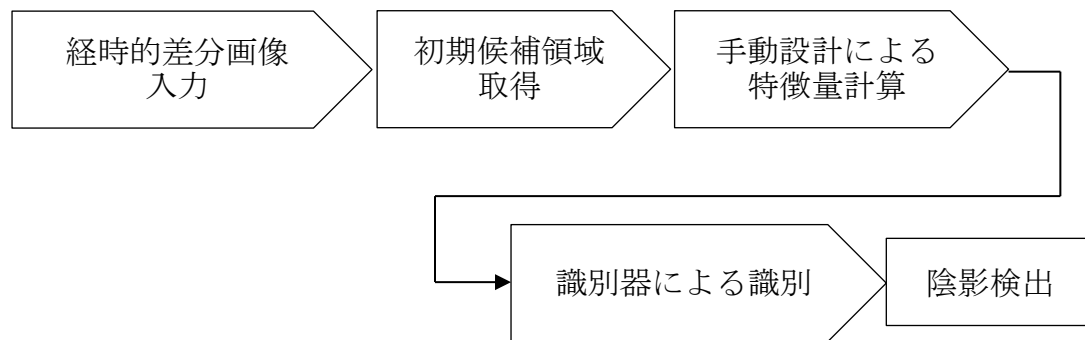 経時的差分画像
入力
初期候補領域
取得
手動設計による
特徴量計算
識別器による識別
陰影検出